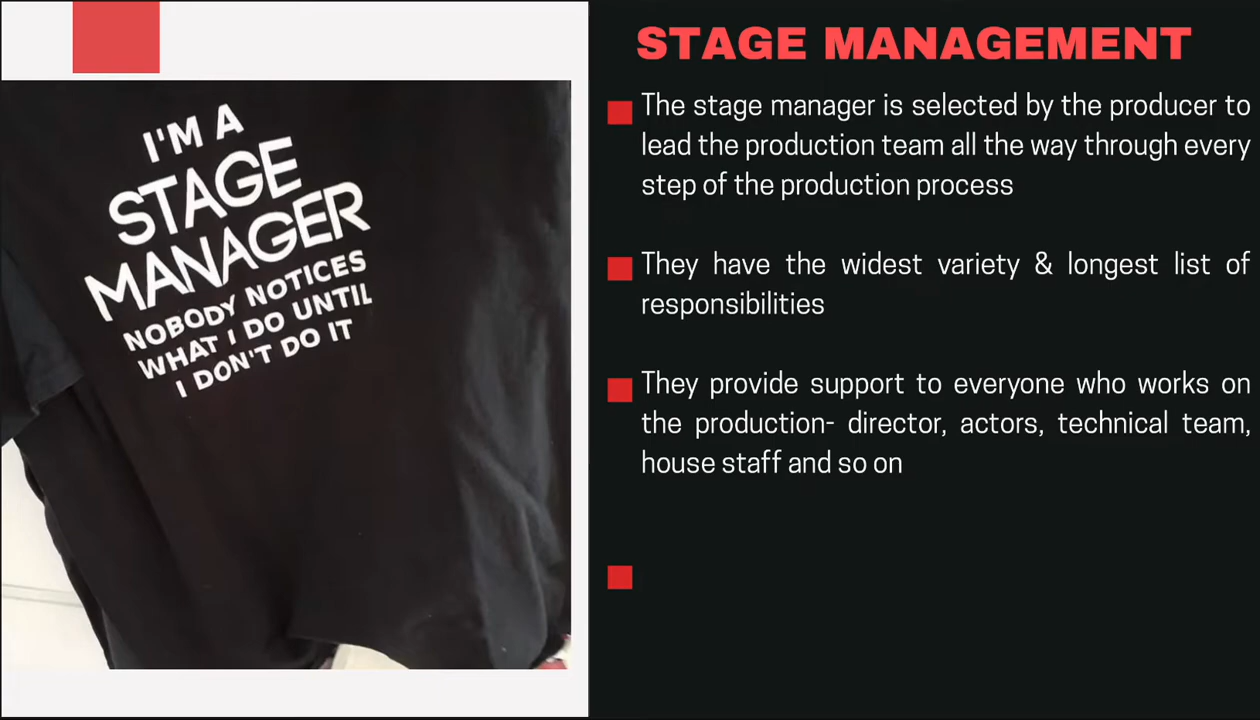 I'M A
STAGE
MANAGER
NOBODY NOTICES
WHAT I DO UNTIL
I DON'T DO IT
STAGE MANAGEMENT
The stage manager is selected by the producer to
lead the production team all the way through every
step of the production process
They have the widest variety & longest list of
responsibilities
They provide support to everyone who works on
the production- director, actors, technical team,
house staff and so on